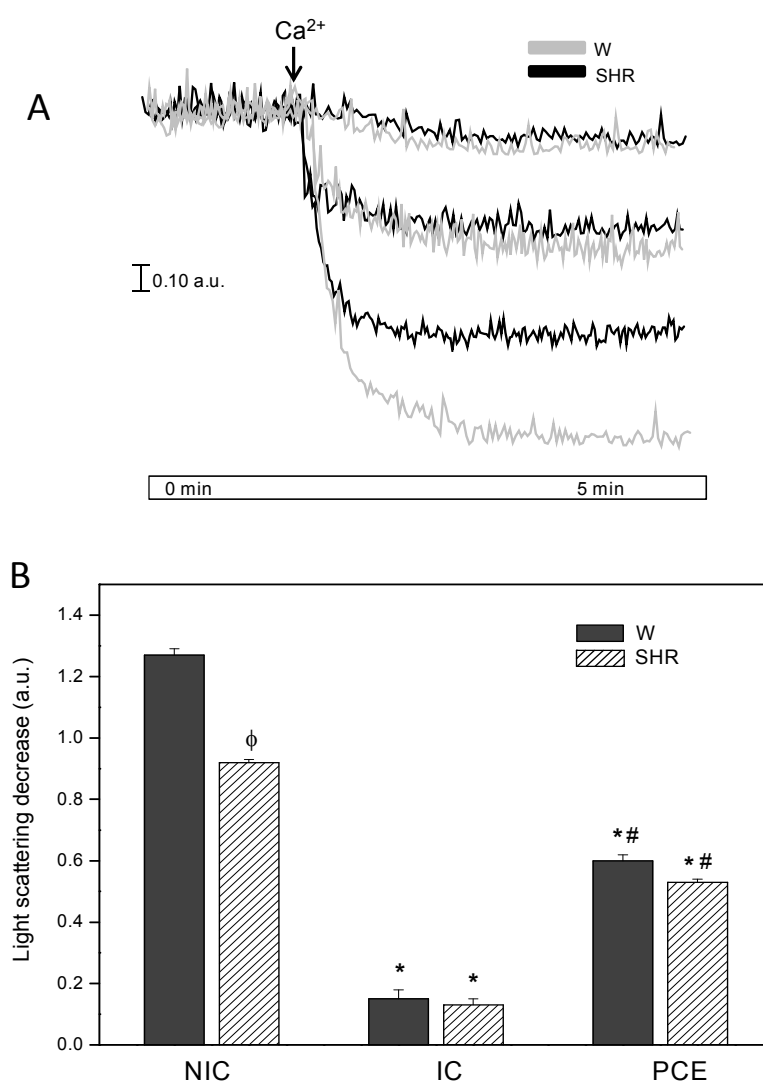 Ca²⁺
W
SHR
A
0.10 a.u.
0 min 5 min
B
Light scattering decrease (a.u.)
1.4
1.2
1.0
0.8
0.6
0.4
0.2
0.0
W
SHR
ϕ
* *
*# *#
NIC IC PCE